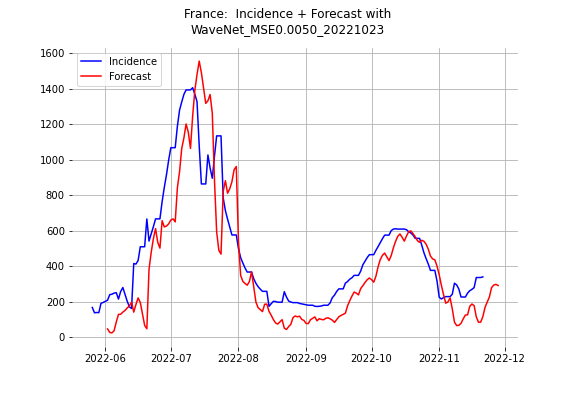 France:  Incidence + Forecast with
WaveNet_MSE0.0050_20221023
Incidence
Forecast
1600
1400
1200
1000
800
600
400
200
0
2022-06 2022-07 2022-08 2022-09 2022-10 2022-11 2022-12